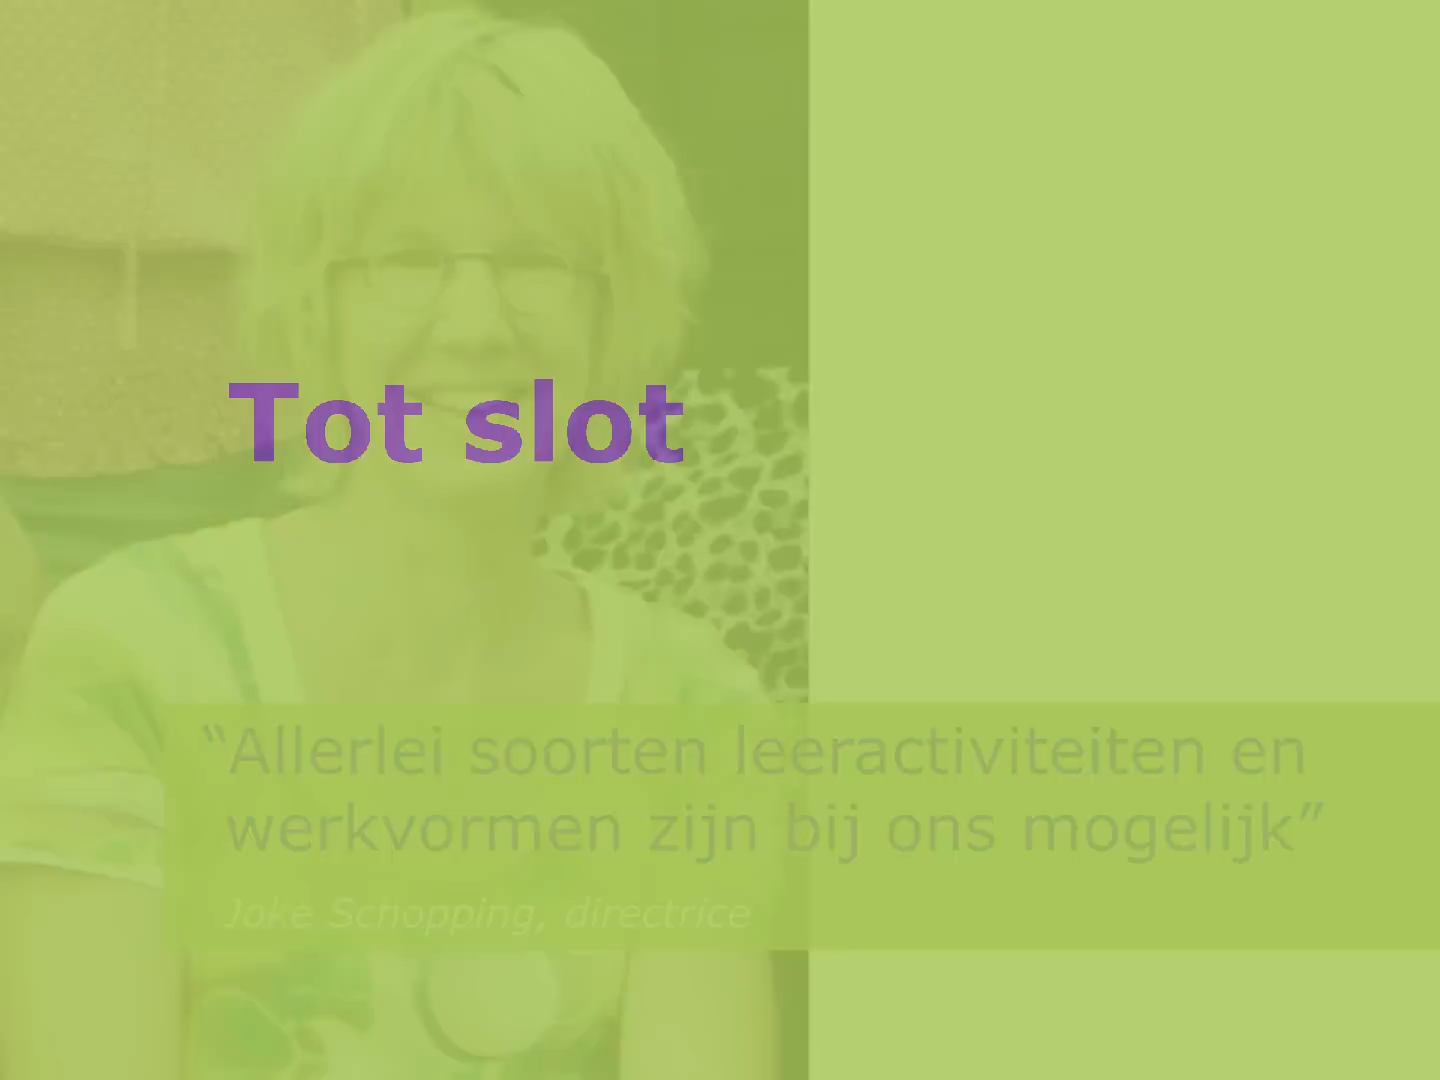 Tot slot
“Allerlei soorten leeractiviteiten en
werkvormen zijn bij ons mogelijk”
Joke Schopping, directrice